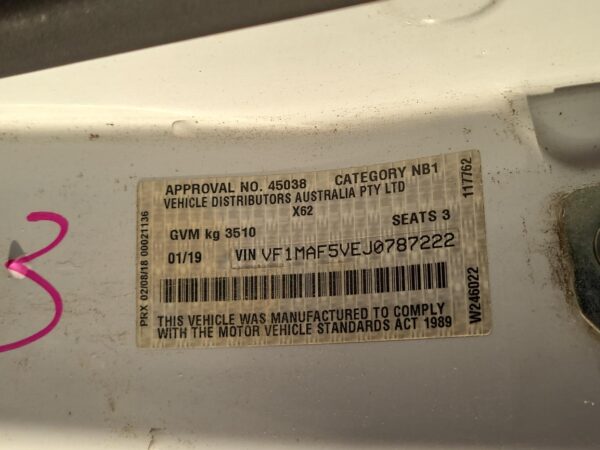 APPROVAL NO. 45038 CATEGORY NB1
VEHICLE DISTRIBUTORS AUSTRALIA PTY LTD
X62
GVM kg 3510 SEATS 3
01/19 VIN VF1MAF5VEJ0787222
THIS VEHICLE WAS MANUFACTURED TO COMPLY
WITH THE MOTOR VEHICLE STANDARDS ACT 1989
PRX 02/08/18 00021136
117762
W246022
3